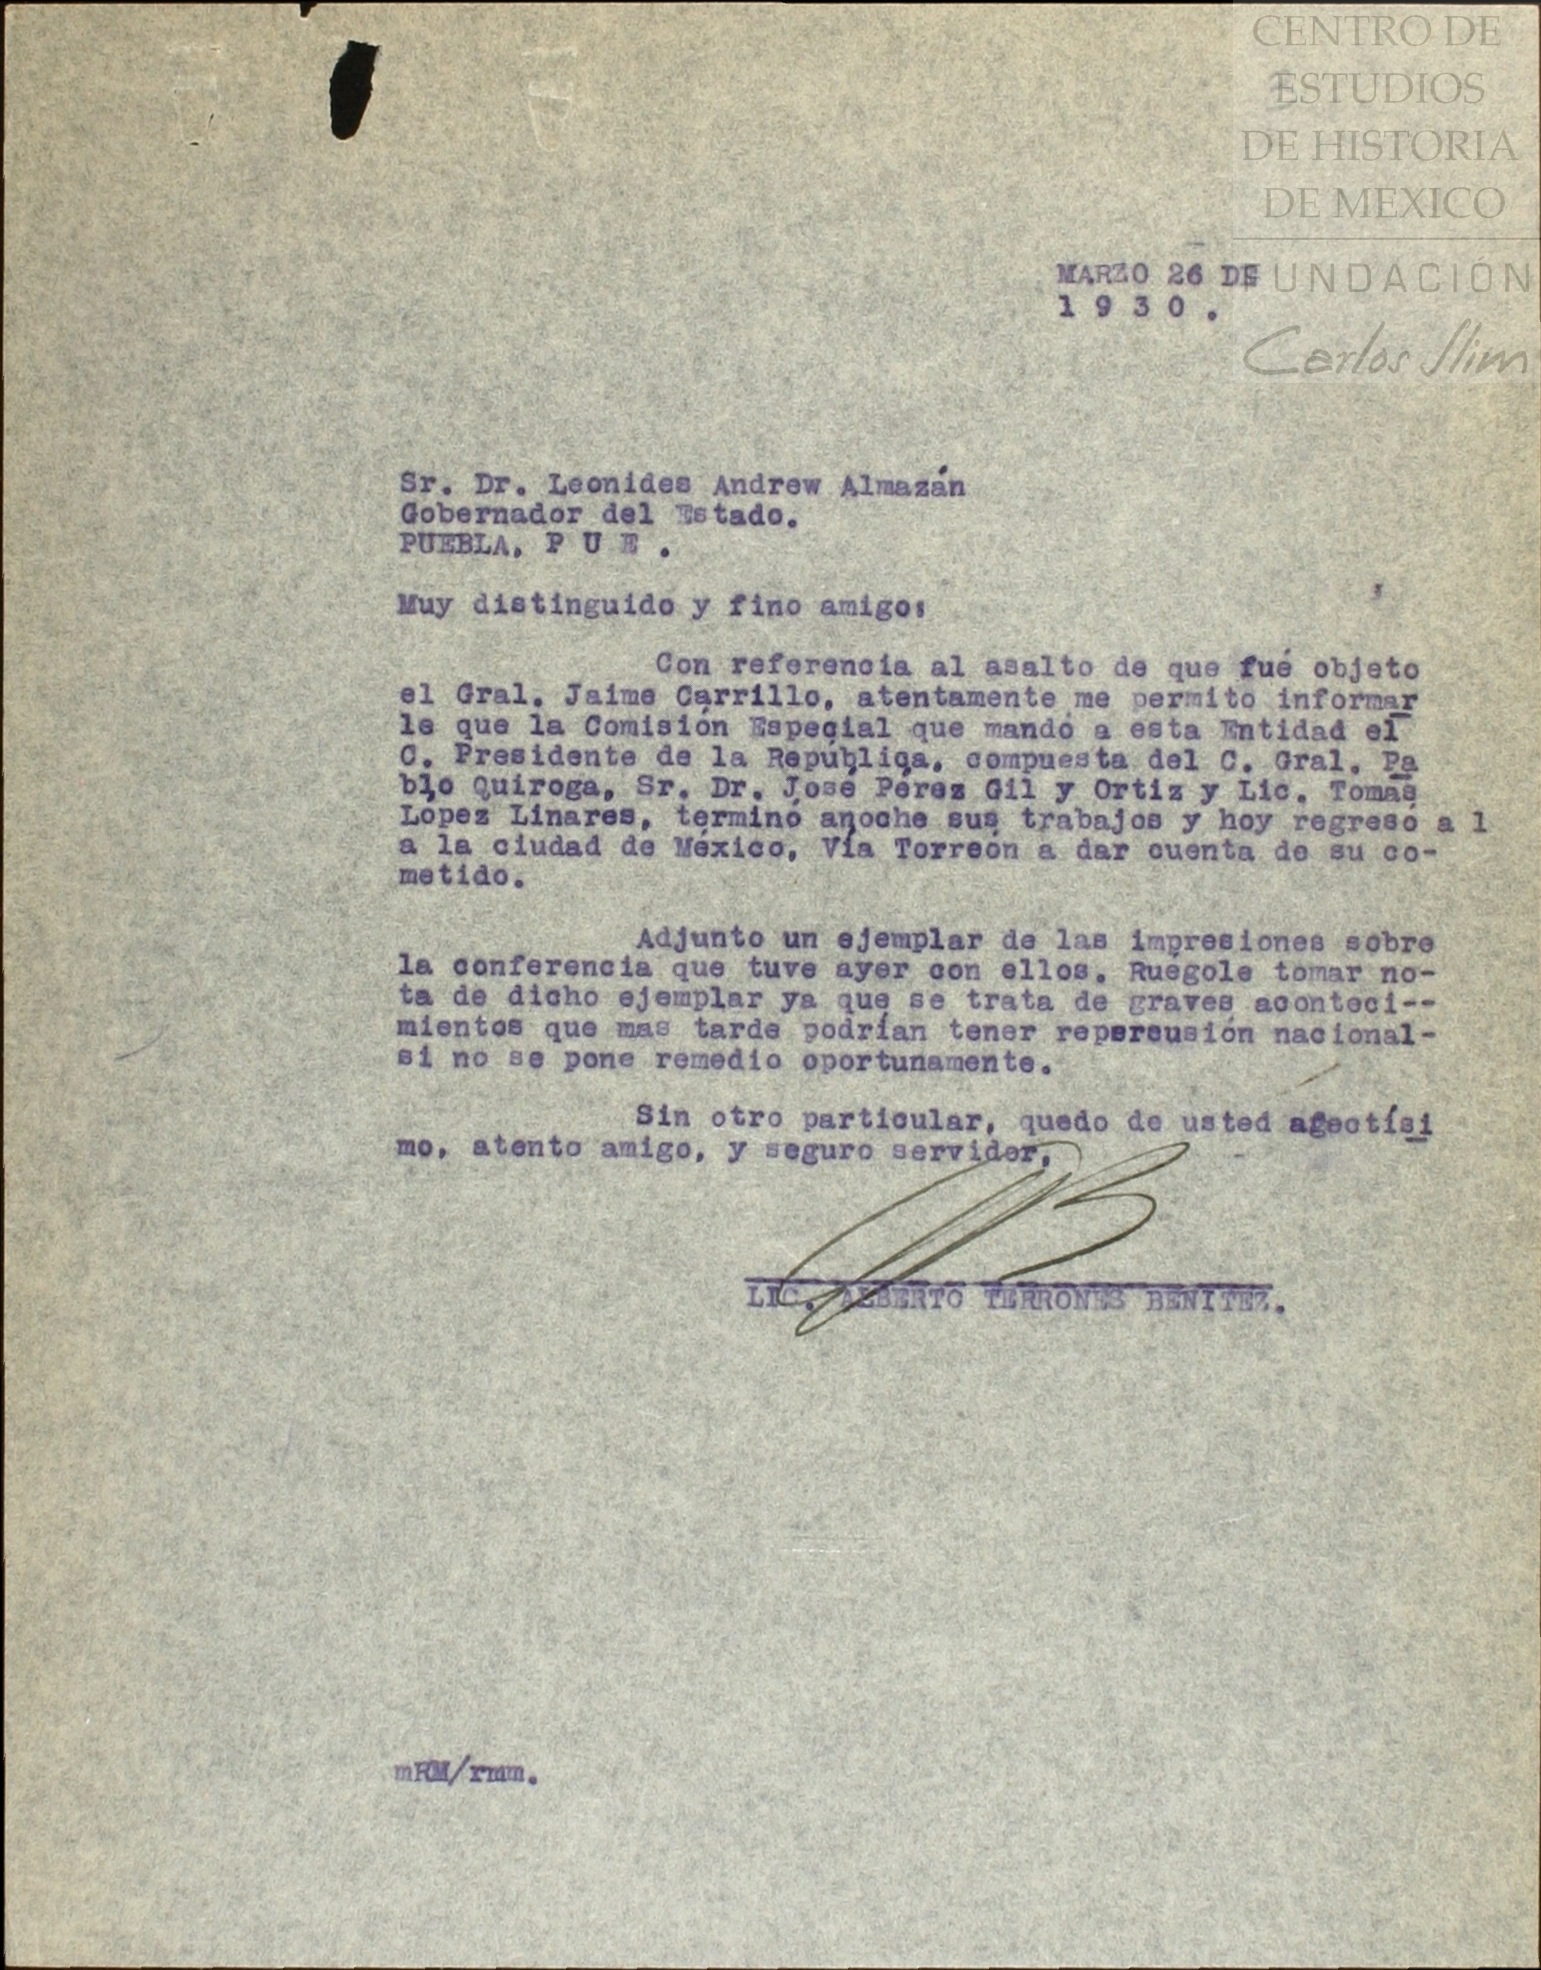 CENTRO DE
ESTUDIOS
DE HISTORIA
DE MEXICO
FUNDACIÓN
Carlos Slim
MARZO 26 DE
1 9 3 0 .
Sr. Dr. Leonides Andrew Almazán
Gobernador del Estado.
PUEBLA, P U E .
Muy distinguido y fino amigo:
Con referencia al asalto de que fué objeto
el Gral. Jaime Carrillo, atentamente me permito informar
le que la Comisión Especial que mandó a esta Entidad el
C. Presidente de la República, compuesta del C. Gral. Pa
blo Quiroga, Sr. Dr. José Pérez Gil y Ortiz y Lic. Tomás
Lopez Linares, terminó anoche sus trabajos y hoy regresó a l
a la ciudad de México, Vía Torreón a dar cuenta de su co-
metido.
Adjunto un ejemplar de las impresiones sobre
la conferencia que tuve ayer con ellos. Ruégole tomar no-
ta de dicho ejemplar ya que se trata de graves aconteci--
mientos que mas tarde podrían tener repsrcusión nacional-
si no se pone remedio oportunamente.
Sin otro particular, quedo de usted afectísi
mo, atento amigo, y seguro servidor,
LIC. ALBERTO TERRONES BENITEZ.
mRM/rmm.